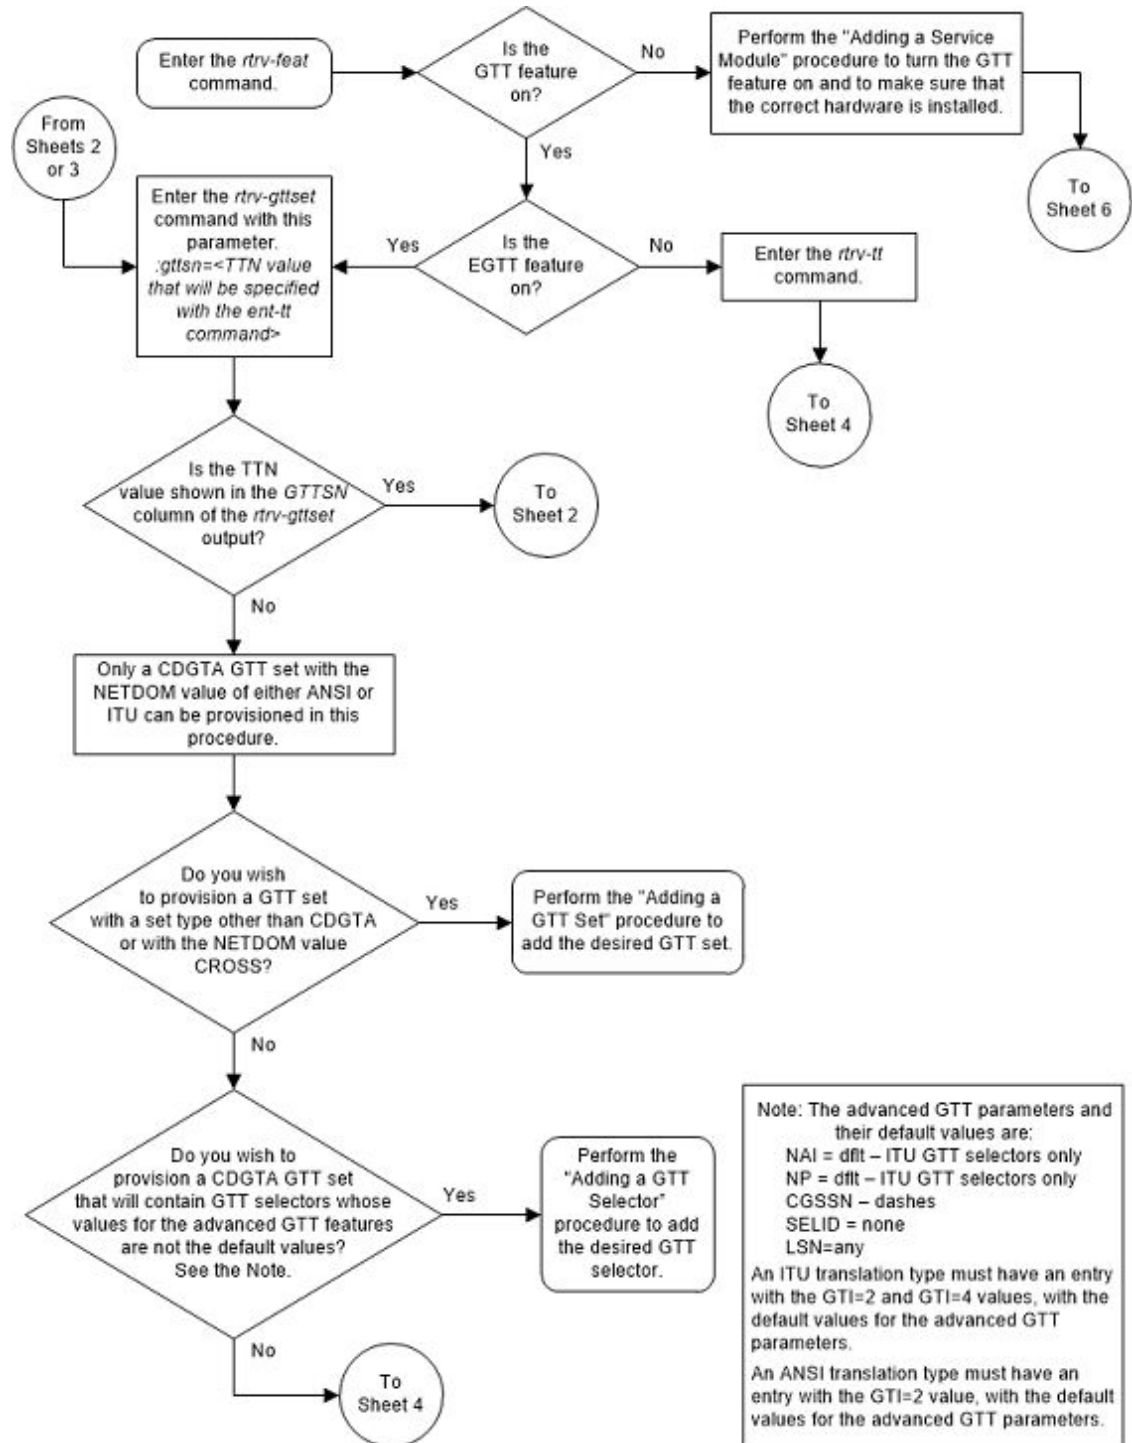 Enter the rtrv-feat
command.
Is the
GTT feature
on?
No
Perform the "Adding a Service
Module" procedure to turn the GTT
feature on and to make sure that
the correct hardware is installed.
To
Sheet 6
Yes
From
Sheets 2
or 3
Enter the rtrv-gttset
command with this
parameter.
:gttsn=<TTN value
that will be specified
with the ent-tt
command>
Yes
Is the
EGTT feature
on?
No
Enter the rtrv-tt
command.
To
Sheet 4
Is the TTN
value shown in the GTTSN
column of the rtrv-gttset
output?
Yes
To
Sheet 2
No
Only a CDGTA GTT set with the
NETDOM value of either ANSI or
ITU can be provisioned in this
procedure.
Do you wish
to provision a GTT set
with a set type other than CDGTA
or with the NETDOM value
CROSS?
Yes
Perform the "Adding a
GTT Set" procedure to
add the desired GTT set.
No
Do you wish to
provision a CDGTA GTT set
that will contain GTT selectors whose
values for the advanced GTT features
are not the default values?
See the Note.
Yes
Perform the
"Adding a GTT
Selector"
procedure to add
the desired GTT
selector.
No
To
Sheet 4
Note: The advanced GTT parameters and
their default values are:
NAI = dflt – ITU GTT selectors only
NP = dflt – ITU GTT selectors only
CGSSN – dashes
SELID = none
LSN=any
An ITU translation type must have an entry
with the GTI=2 and GTI=4 values, with the
default values for the advanced GTT
parameters.
An ANSI translation type must have an
entry with the GTI=2 value, with the default
values for the advanced GTT parameters.